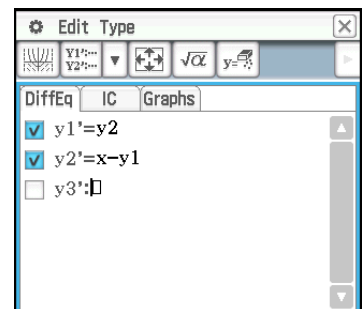 Edit Type
Y1':--
Y2':--
√α y=
DiffEq IC Graphs
y1'=y2
y2'=x-y1
y3':